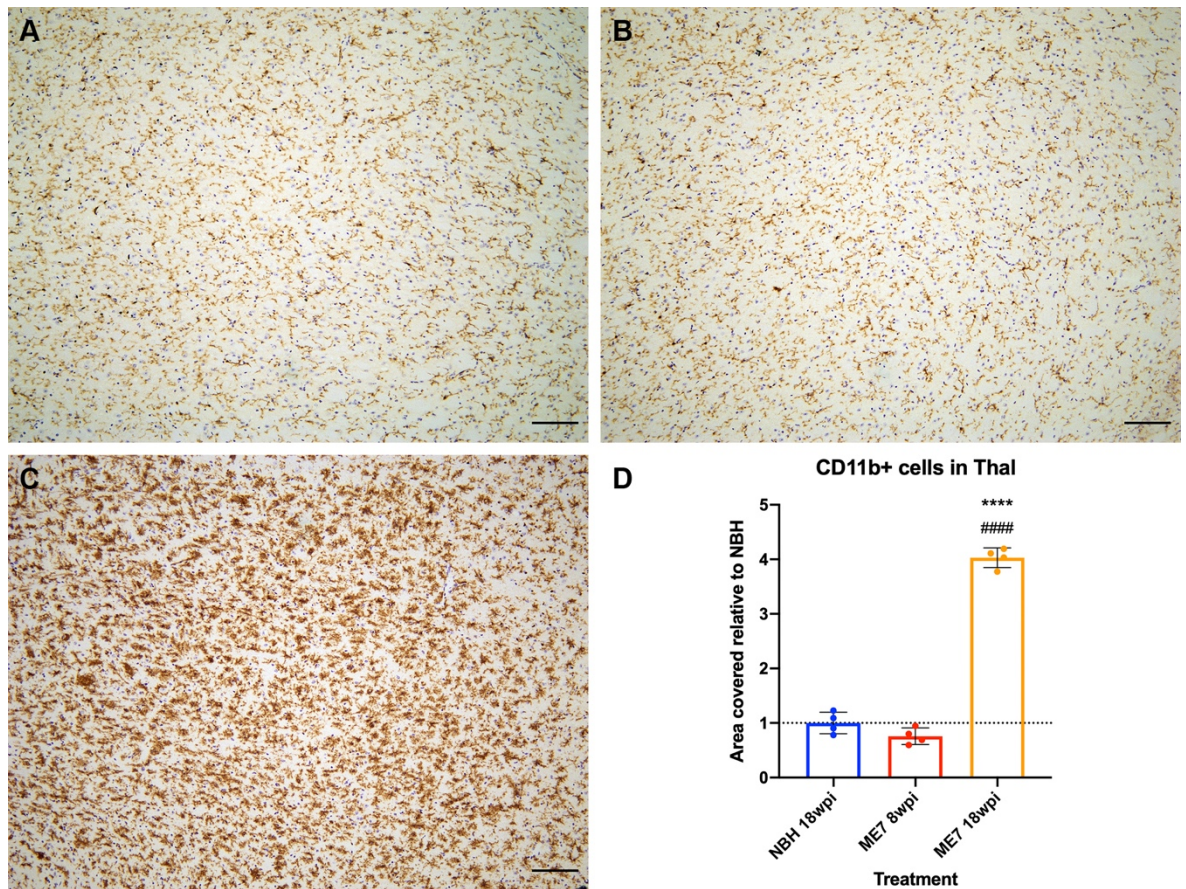 A
B
C
D
CD11b+ cells in Thal
****
####
Area covered relative to NBH
5
4
3
2
1
0
NBH 18wpi
ME7 8wpi
ME7 18wpi
Treatment